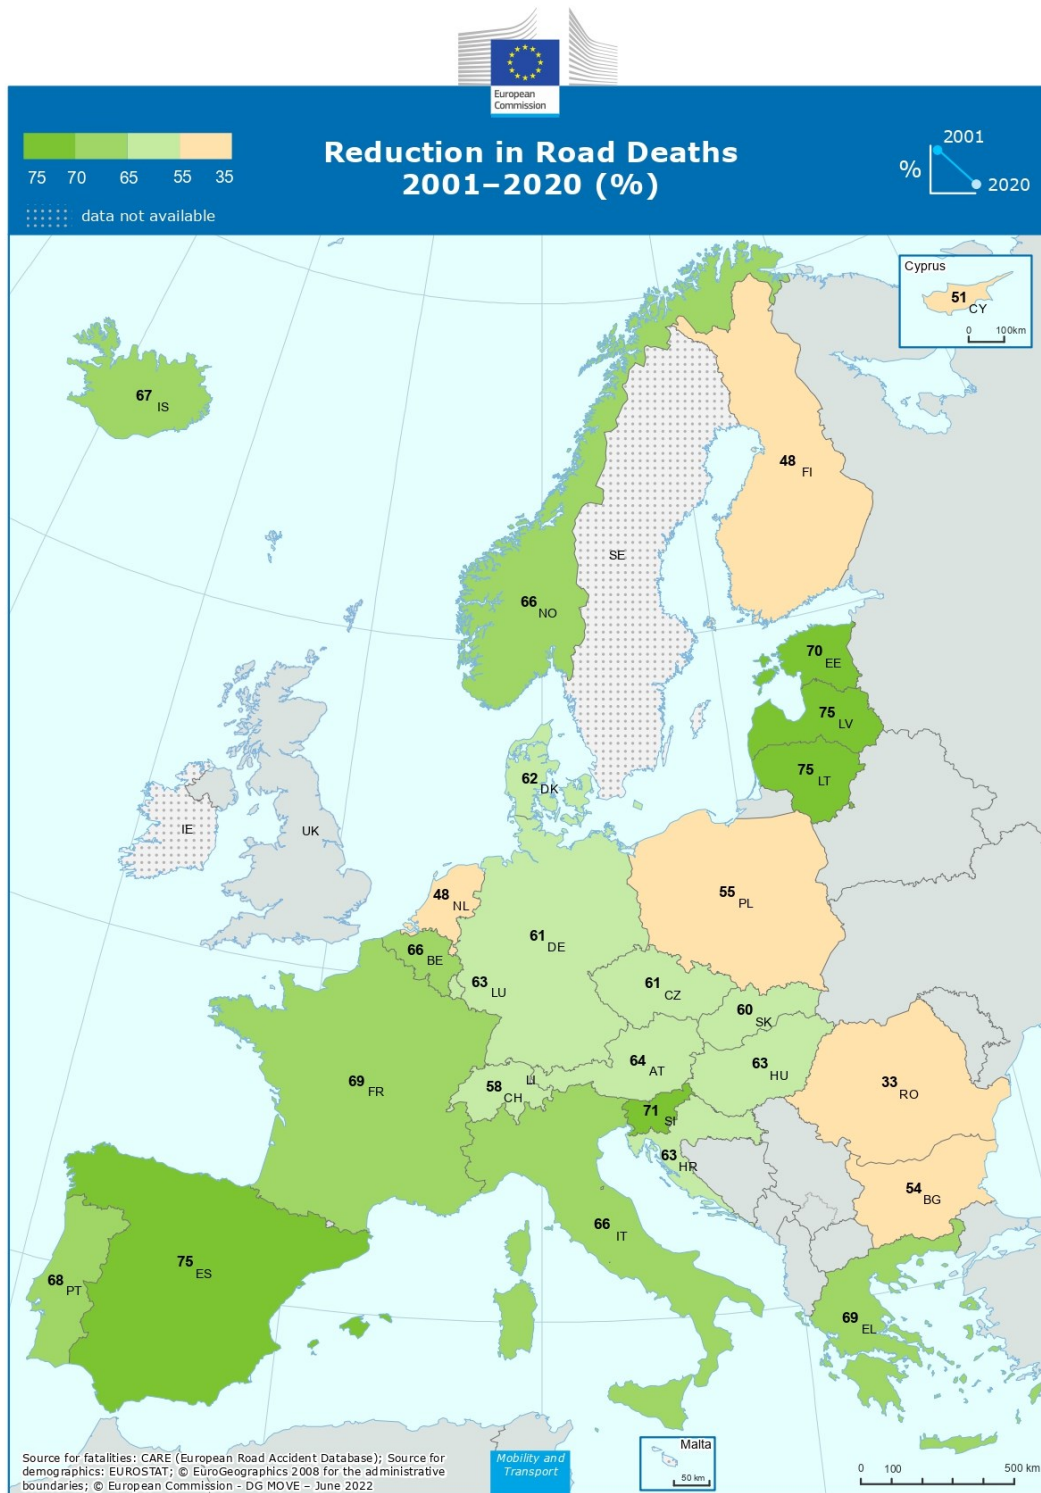 European
Commission
Reduction in Road Deaths
2001–2020 (%)
75 70 65 55 35
data not available
%
2001
2020
Cyprus
51 CY
0 100km
67 IS
48 FI
SE
66 NO
70 EE
75 LV
75 LT
62 DK
IE
UK
48 NL
55 PL
66 BE
61 DE
63 LU
61 CZ
60 SK
64 AT
63 HU
69 FR
58 CH
LI
33 RO
71 SI
63 HR
54 BG
66 IT
75 ES
68 PT
69 EL
Source for fatalities: CARE (European Road Accident Database); Source for
demographics: EUROSTAT; © EuroGeographics 2008 for the administrative
boundaries; © European Commission - DG MOVE – June 2022
Mobility and
Transport
Malta
50 km
0 100 500 km